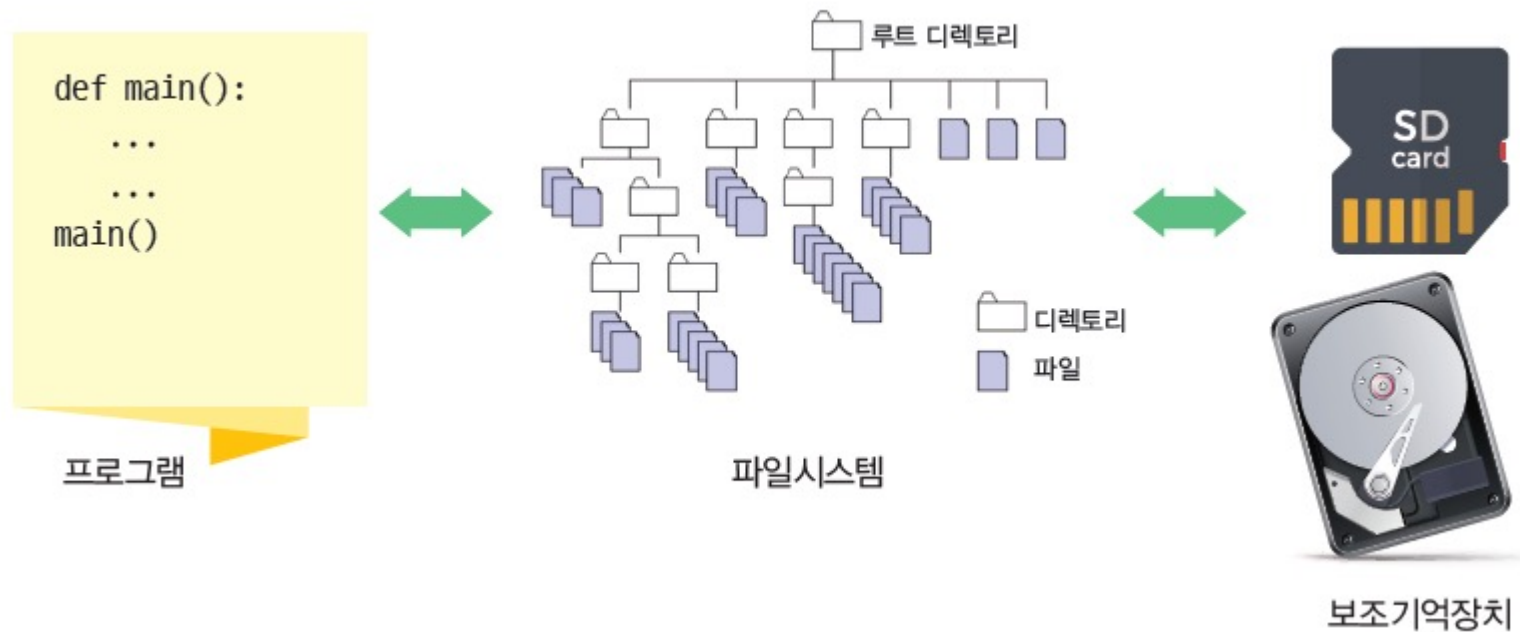 def main():
...
...
main()
프로그램
루트 디렉토리
디렉토리
파일
파일시스템
SD
card
보조기억장치